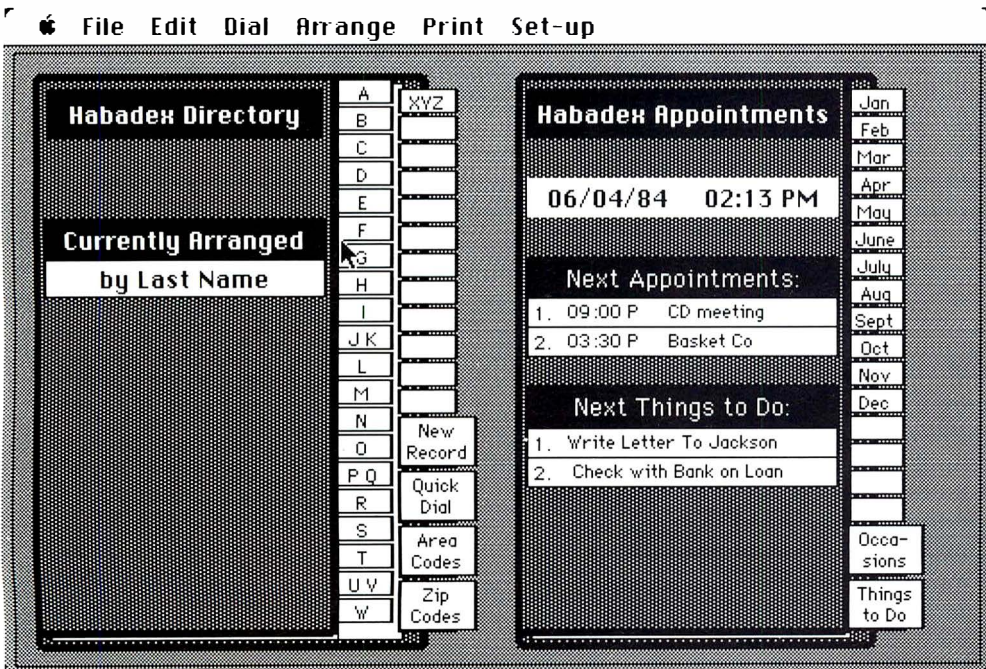 File Edit Dial Arrange Print Set-up
Habadex Directory
Currently Arranged
by Last Name
A
B
C
D
E
F
G
H
I
J K
L
M
N
O
P Q
R
S
T
U V
W
XYZ
New
Record
Quick
Dial
Area
Codes
Zip
Codes
Habadex Appointments
06/04/84 02:13 PM
Next Appointments:
1. 09:00 P CD meeting
2. 03:30 P Basket Co
Next Things to Do:
1. Write Letter To Jackson
2. Check with Bank on Loan
Jan
Feb
Mar
Apr
May
June
July
Aug
Sept
Oct
Nov
Dec
Occa-
sions
Things
to Do